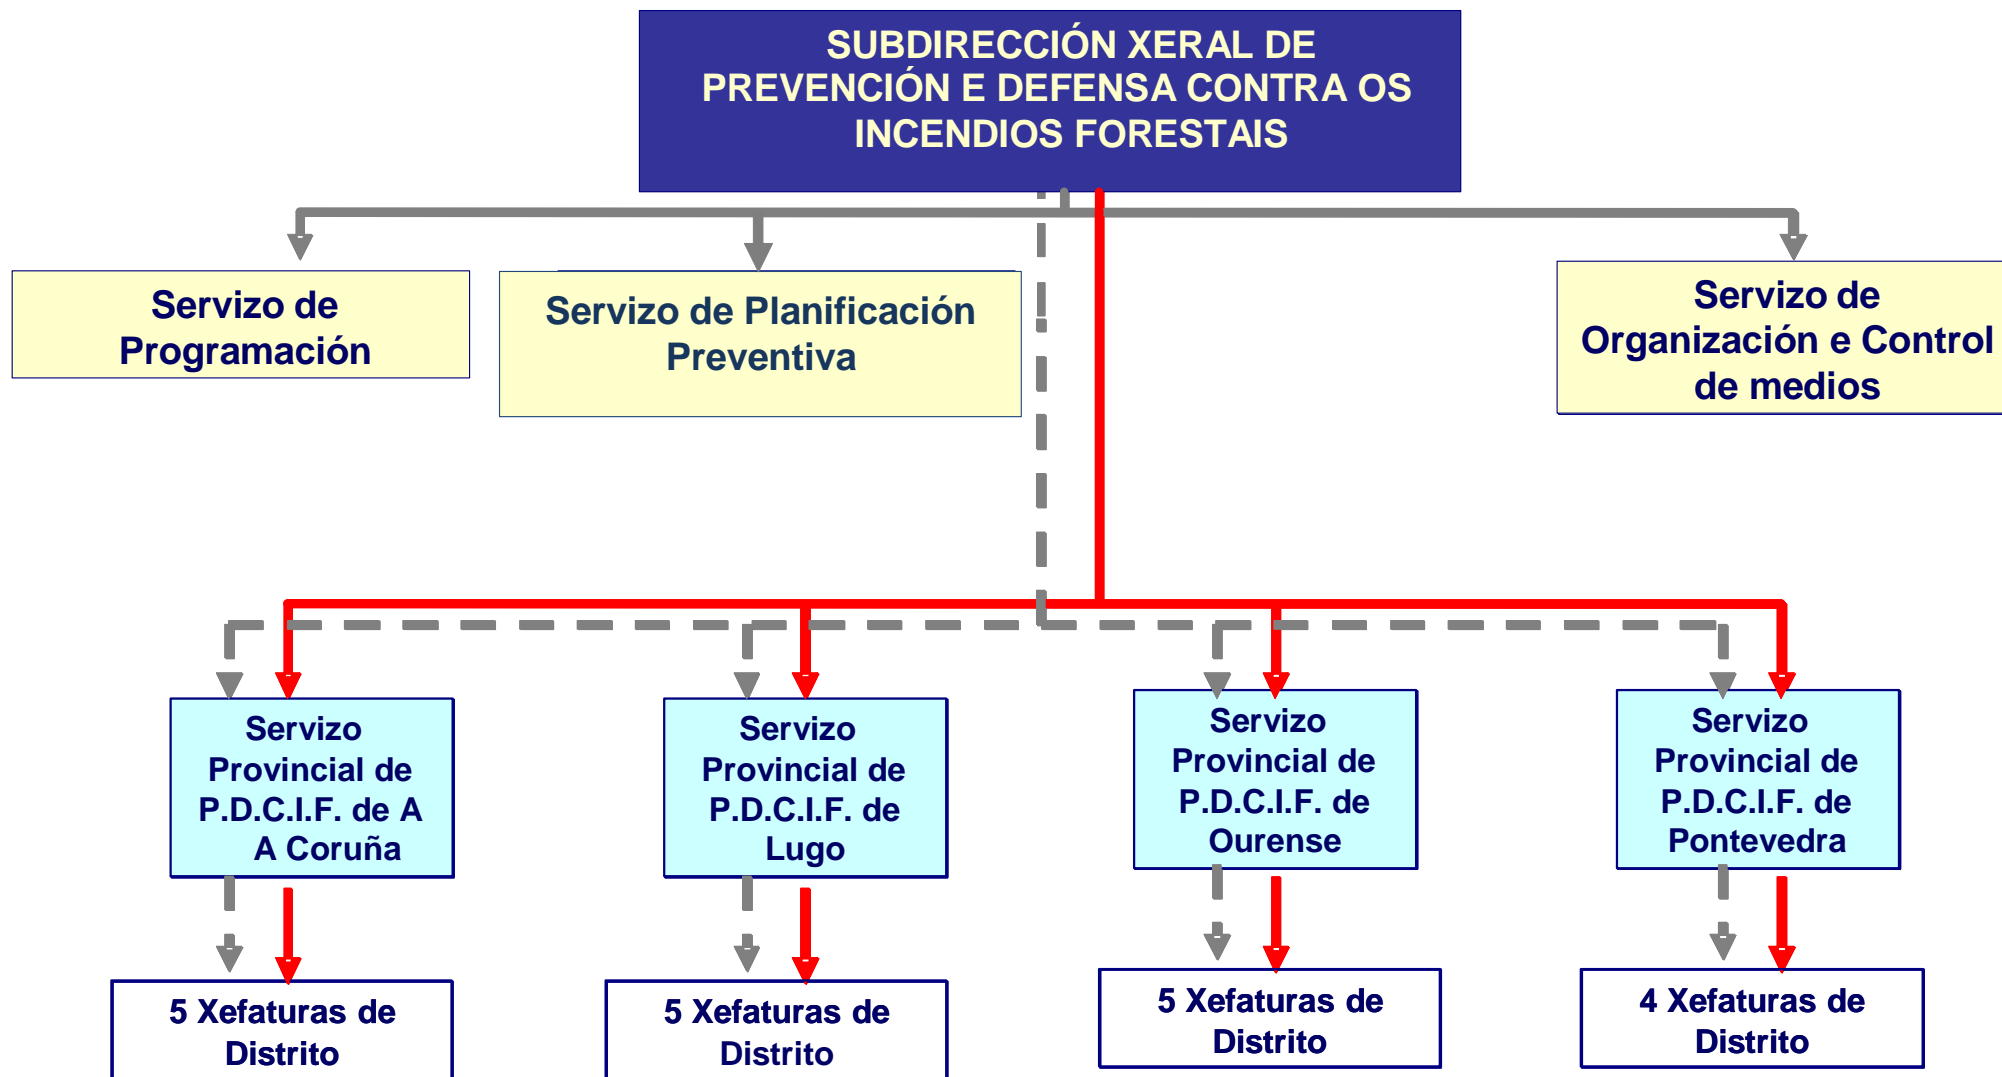 SUBDIRECCIÓN XERAL DE
PREVENCIÓN E DEFENSA CONTRA OS
INCENDIOS FORESTAIS
Servizo de
Programación
Servizo de Planificación
Preventiva
Servizo de
Organización e Control
de medios
Servizo
Provincial de
P.D.C.I.F. de A
A Coruña
Servizo
Provincial de
P.D.C.I.F. de
Lugo
Servizo
Provincial de
P.D.C.I.F. de
Ourense
Servizo
Provincial de
P.D.C.I.F. de
Pontevedra
5 Xefaturas de
Distrito
5 Xefaturas de
Distrito
5 Xefaturas de
Distrito
4 Xefaturas de
Distrito